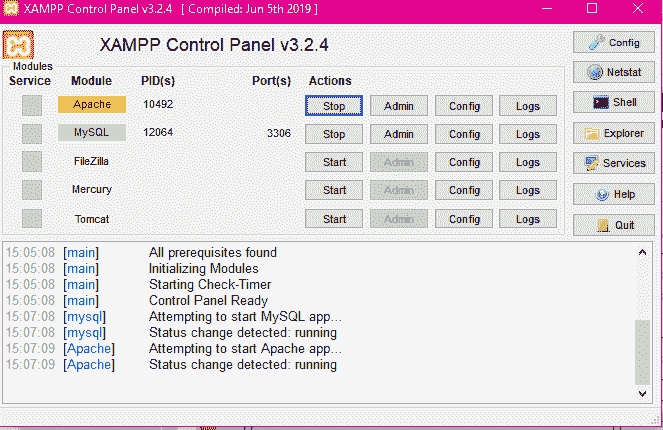 XAMPP Control Panel v3.2.4 [ Compiled: Jun 5th 2019 ]
XAMPP Control Panel v3.2.4
Config
Modules
Service Module PID(s) Port(s) Actions
Netstat
Apache 10492 Stop Admin Config Logs
Shell
MySQL 12064 3306 Stop Admin Config Logs
Explorer
FileZilla Start Admin Config Logs
Services
Mercury Start Admin Config Logs
Help
Tomcat Start Admin Config Logs
Quit
15:05:08 [main] All prerequisites found
15:05:08 [main] Initializing Modules
15:05:08 [main] Starting Check-Timer
15:05:08 [main] Control Panel Ready
15:07:08 [mysql] Attempting to start MySQL app...
15:07:08 [mysql] Status change detected: running
15:07:09 [Apache] Attempting to start Apache app...
15:07:09 [Apache] Status change detected: running